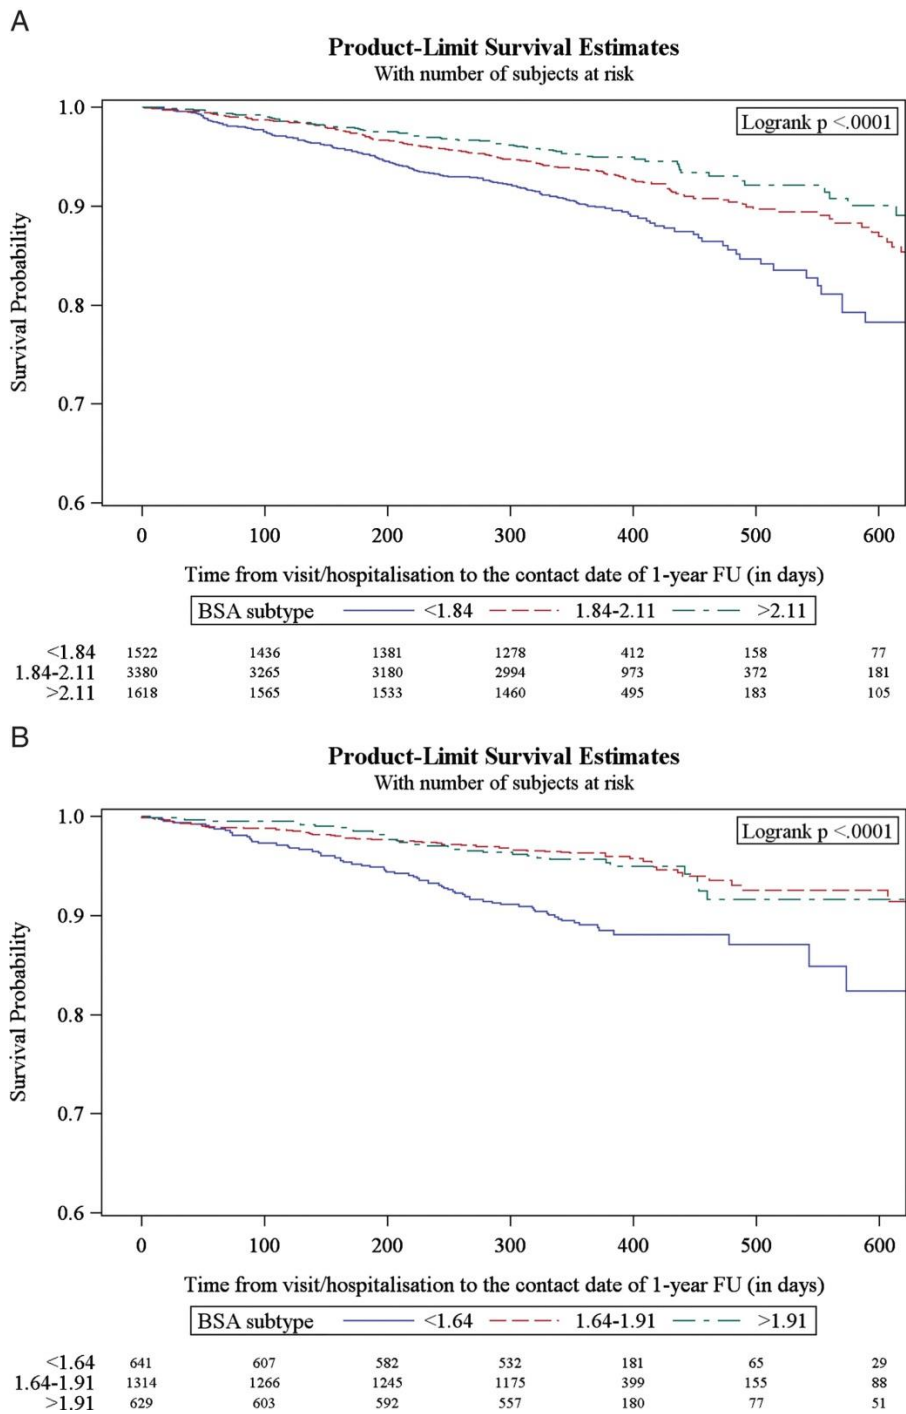 A
Product-Limit Survival Estimates
With number of subjects at risk
Logrank p <.0001
1.0
0.9
0.8
0.7
0.6
Survival Probability
0 100 200 300 400 500 600
Time from visit/hospitalisation to the contact date of 1-year FU (in days)
BSA subtype <1.84 1.84-2.11 >2.11
<1.84 1522 1436 1381 1278 412 158 77
1.84-2.11 3380 3265 3180 2994 973 372 181
>2.11 1618 1565 1533 1460 495 183 105
B
Product-Limit Survival Estimates
With number of subjects at risk
Logrank p <.0001
1.0
0.9
0.8
0.7
0.6
Survival Probability
0 100 200 300 400 500 600
Time from visit/hospitalisation to the contact date of 1-year FU (in days)
BSA subtype <1.64 1.64-1.91 >1.91
<1.64 641 607 582 532 181 65 29
1.64-1.91 1314 1266 1245 1175 399 155 88
>1.91 629 603 592 557 180 77 51